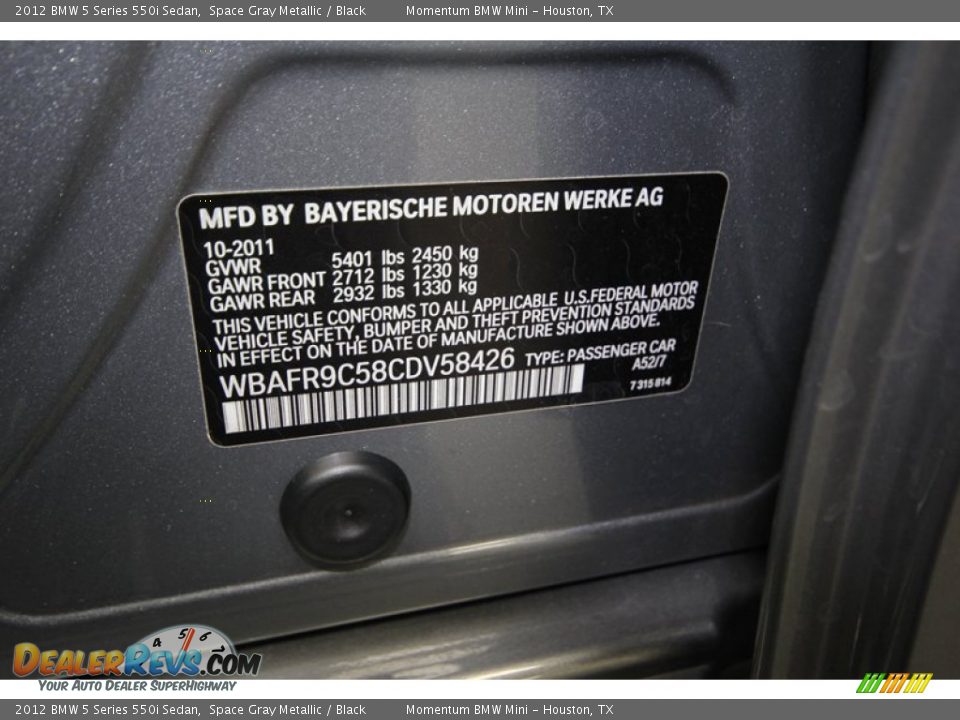 2012 BMW 5 Series 550i Sedan,  Space Gray Metallic / Black     Momentum BMW Mini - Houston, TX
MFD BY BAYERISCHE MOTOREN WERKE AG
10-2011
GVWR 5401 lbs 2450 kg
GAWR FRONT 2712 lbs 1230 kg
GAWR REAR 2932 lbs 1330 kg
THIS VEHICLE CONFORMS TO ALL APPLICABLE U.S.FEDERAL MOTOR
VEHICLE SAFETY, BUMPER AND THEFT PREVENTION STANDARDS
IN EFFECT ON THE DATE OF MANUFACTURE SHOWN ABOVE.
WBAFR9C58CDV58426 TYPE: PASSENGER CAR
A52/7
7 315 814
4 5 6
DEALERREVS.COM
YOUR AUTO DEALER SUPERHIGHWAY
2012 BMW 5 Series 550i Sedan,  Space Gray Metallic / Black     Momentum BMW Mini - Houston, TX